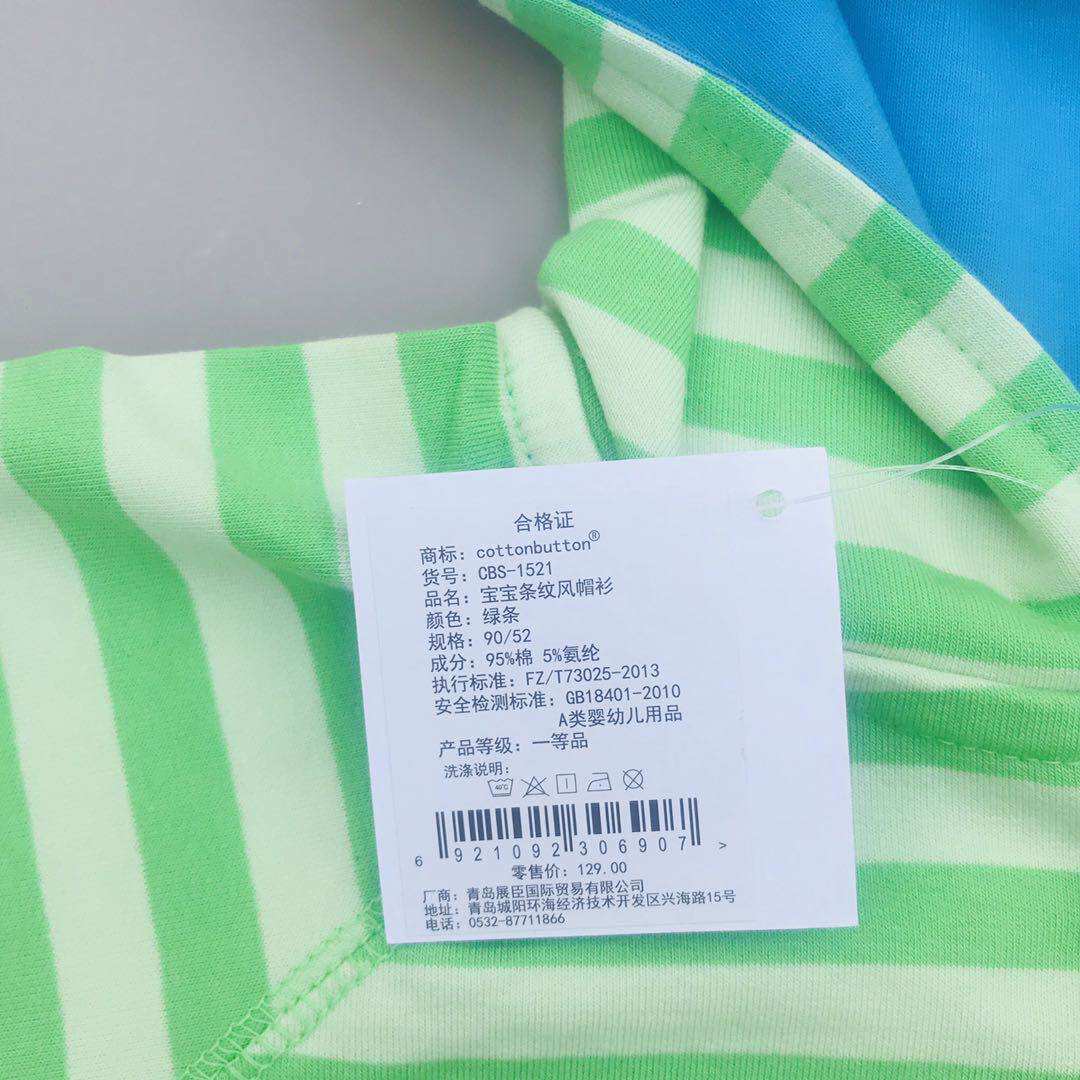 合格证
商标：cottonbutton®
货号：CBS-1521
品名：宝宝条纹风帽衫
颜色：绿条
规格：90/52
成分：95%棉 5%氨纶
执行标准：FZ/T73025-2013
安全检测标准：GB18401-2010
A类婴幼儿用品
产品等级：一等品
洗涤说明：
40℃
6 921092 306907 >
零售价：129.00
厂商：青岛展臣国际贸易有限公司
地址：青岛城阳环海经济技术开发区兴海路15号
电话：0532-87711866